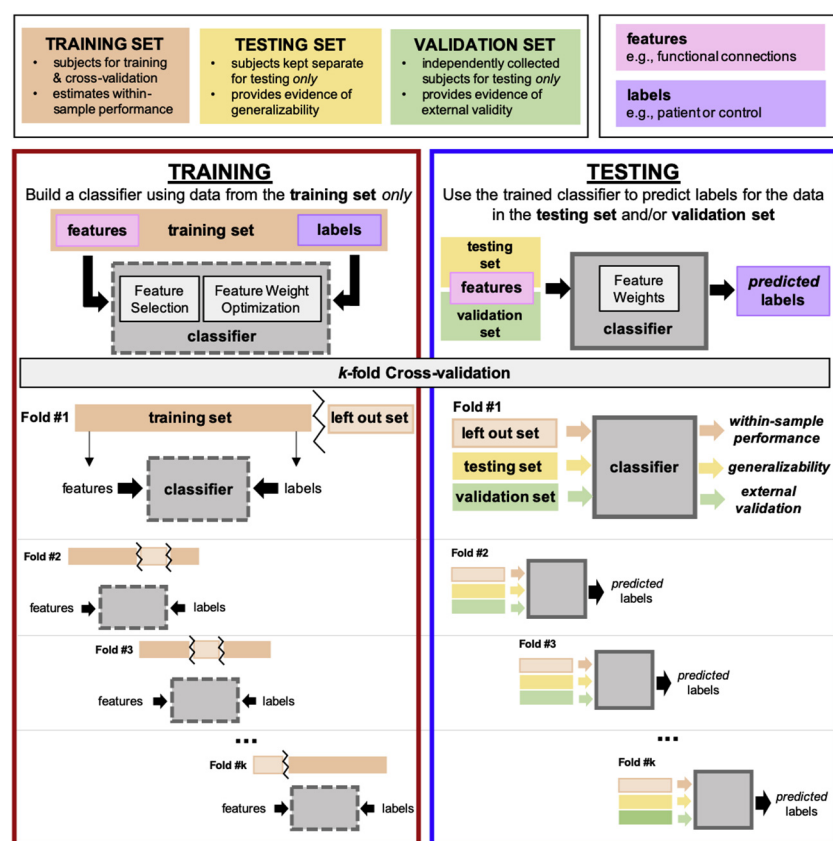 TRAINING SET
• subjects for training
& cross-validation
• estimates within-
sample performance
TESTING SET
• subjects kept separate
for testing only
• provides evidence of
generalizability
VALIDATION SET
• independently collected
subjects for testing only
• provides evidence of
external validity
features
e.g., functional connections
labels
e.g., patient or control
TRAINING
Build a classifier using data from the training set only
features
training set
labels
Feature
Selection
Feature Weight
Optimization
classifier
TESTING
Use the trained classifier to predict labels for the data
in the testing set and/or validation set
testing
set
features
validation
set
Feature
Weights
classifier
predicted
labels
k-fold Cross-validation
Fold #1
training set
left out set
features
classifier
labels
Fold #1
left out set
testing set
validation set
classifier
within-sample
performance
generalizability
external
validation
Fold #2
features
labels
Fold #2
predicted
labels
Fold #3
features
labels
Fold #3
predicted
labels
...
Fold #k
features
labels
...
Fold #k
predicted
labels